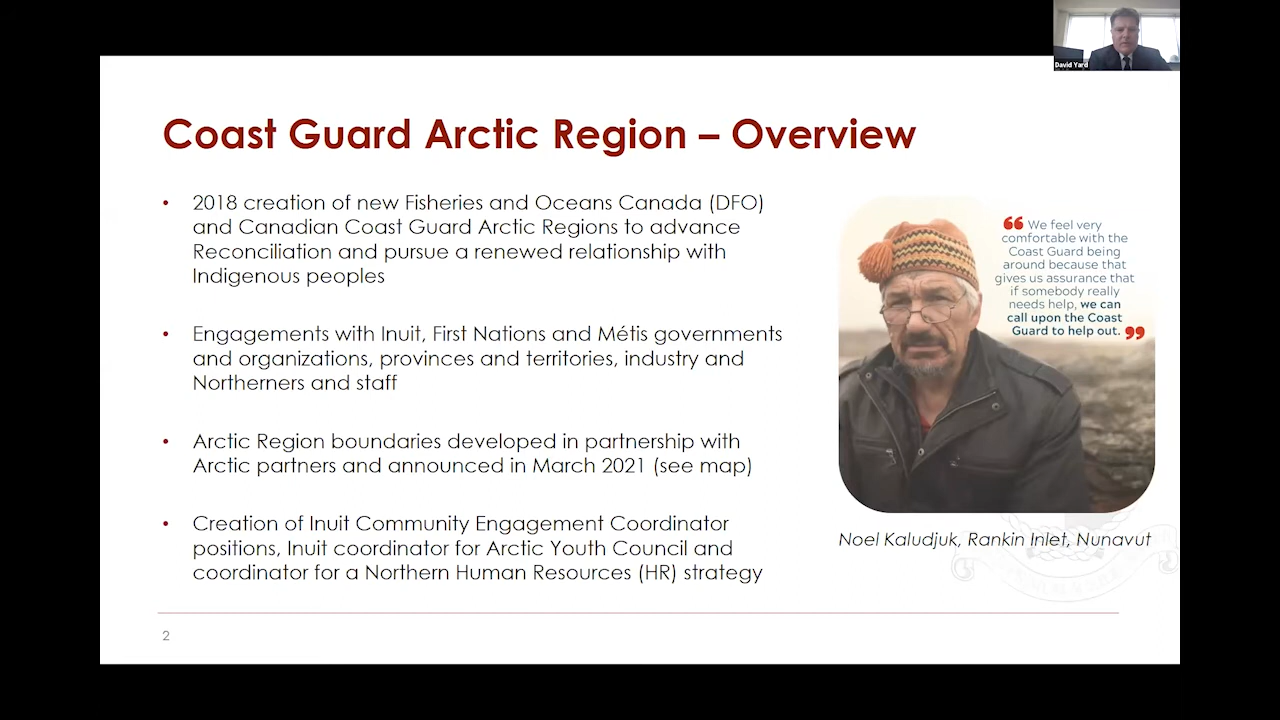 David Yard
Coast Guard Arctic Region – Overview
• 2018 creation of new Fisheries and Oceans Canada (DFO)
and Canadian Coast Guard Arctic Regions to advance
Reconciliation and pursue a renewed relationship with
Indigenous peoples
• Engagements with Inuit, First Nations and Métis governments
and organizations, provinces and territories, industry and
Northerners and staff
• Arctic Region boundaries developed in partnership with
Arctic partners and announced in March 2021 (see map)
• Creation of Inuit Community Engagement Coordinator
positions, Inuit coordinator for Arctic Youth Council and
coordinator for a Northern Human Resources (HR) strategy
“ We feel very
comfortable with the
Coast Guard being
around because that
gives us assurance that
if somebody really
needs help, we can
call upon the Coast
Guard to help out. ”
Noel Kaludjuk, Rankin Inlet, Nunavut
2